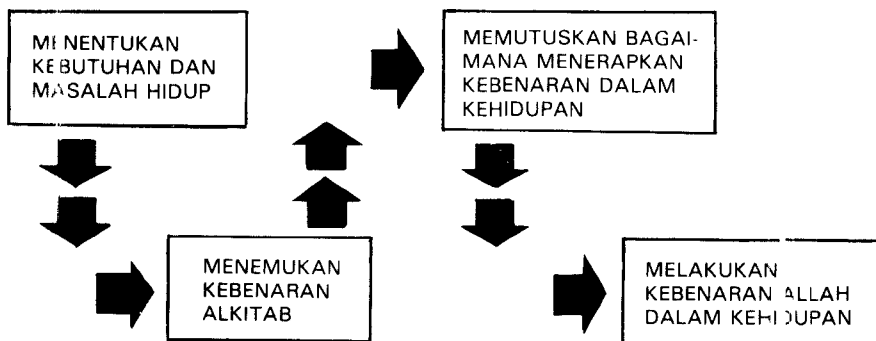 MENENTUKAN
KEBUTUHAN DAN
MASALAH HIDUP
MENEMUKAN
KEBENARAN
ALKITAB
MEMUTUSKAN BAGAI-
MANA MENERAPKAN
KEBENARAN DALAM
KEHIDUPAN
MELAKUKAN
KEBENARAN ALLAH
DALAM KEHIDUPAN